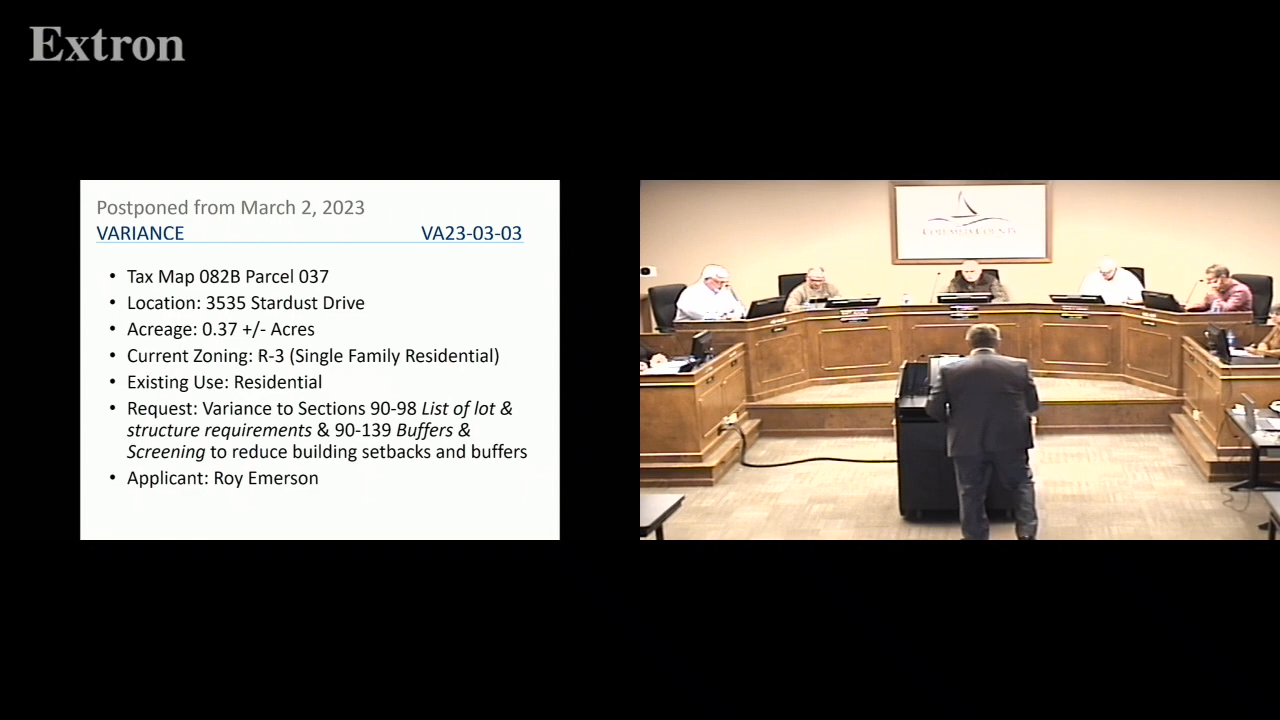 Extron
Postponed from March 2, 2023
VARIANCE VA23-03-03
• Tax Map 082B Parcel 037
• Location: 3535 Stardust Drive
• Acreage: 0.37 +/- Acres
• Current Zoning: R-3 (Single Family Residential)
• Existing Use: Residential
• Request: Variance to Sections 90-98 List of lot &
structure requirements & 90-139 Buffers &
Screening to reduce building setbacks and buffers
• Applicant: Roy Emerson
COLUMBIA COUNTY